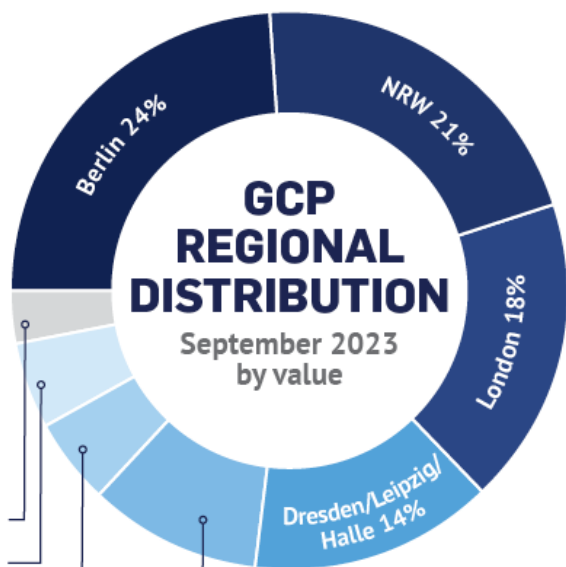 GCP
REGIONAL
DISTRIBUTION
September 2023
by value
Berlin 24%
NRW 21%
London 18%
Dresden/Leipzig/
Halle 14%